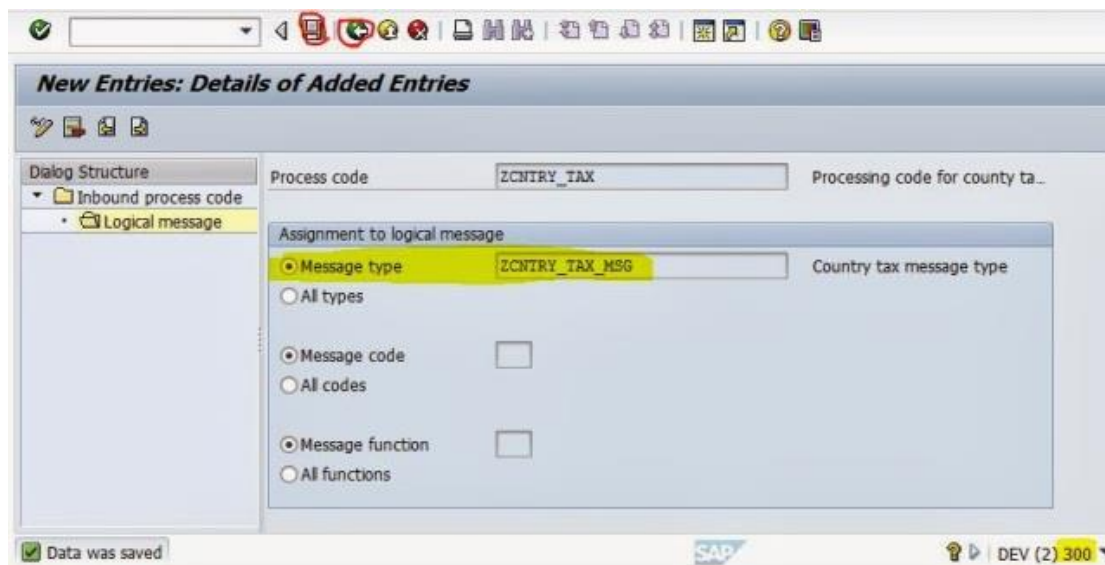 New Entries: Details of Added Entries
Dialog Structure
Inbound process code
Logical message
Process code ZCNTRY_TAX Processing code for county ta...
Assignment to logical message
Message type ZCNTRY_TAX_MSG Country tax message type
All types
Message code
All codes
Message function
All functions
Data was saved SAP DEV (2) 300